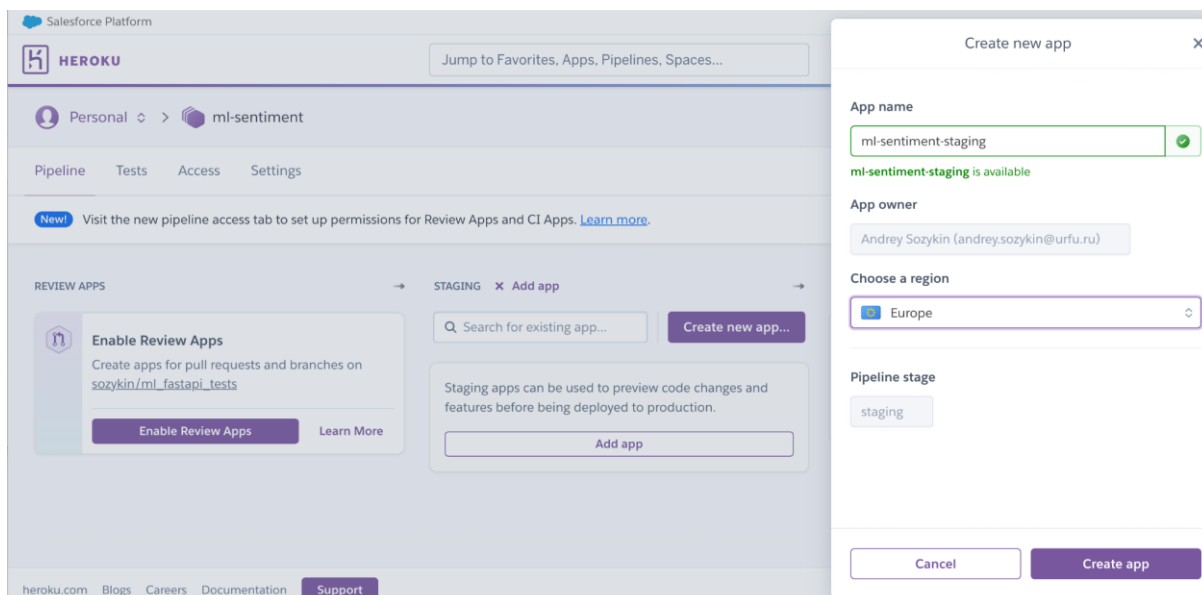 Salesforce Platform
HEROKU
Jump to Favorites, Apps, Pipelines, Spaces...
Personal > ml-sentiment
Pipeline Tests Access Settings
New! Visit the new pipeline access tab to set up permissions for Review Apps and CI Apps. Learn more.
REVIEW APPS
Enable Review Apps
Create apps for pull requests and branches on
sozykin/ml_fastapi_tests
Enable Review Apps Learn More
STAGING × Add app
Search for existing app... Create new app...
Staging apps can be used to preview code changes and
features before being deployed to production.
Add app
heroku.com Blogs Careers Documentation Support
Create new app
App name
ml-sentiment-staging
ml-sentiment-staging is available
App owner
Andrey Sozykin (andrey.sozykin@urfu.ru)
Choose a region
Europe
Pipeline stage
staging
Cancel Create app